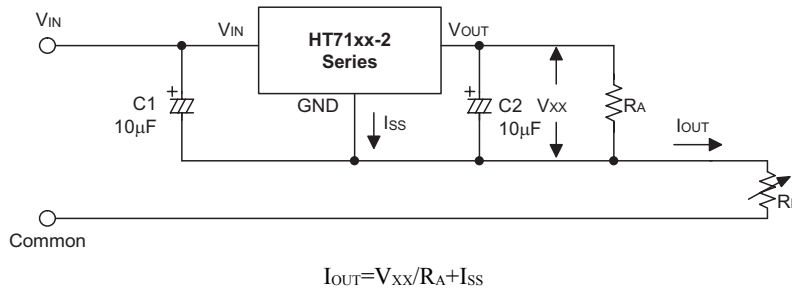 VIN
VIN
HT71xx-2
Series
VOUT
GND
ISS
C1
10μF
C2
10μF
VXX
RA
IOUT
Common
IOUT=VXX/RA+ISS